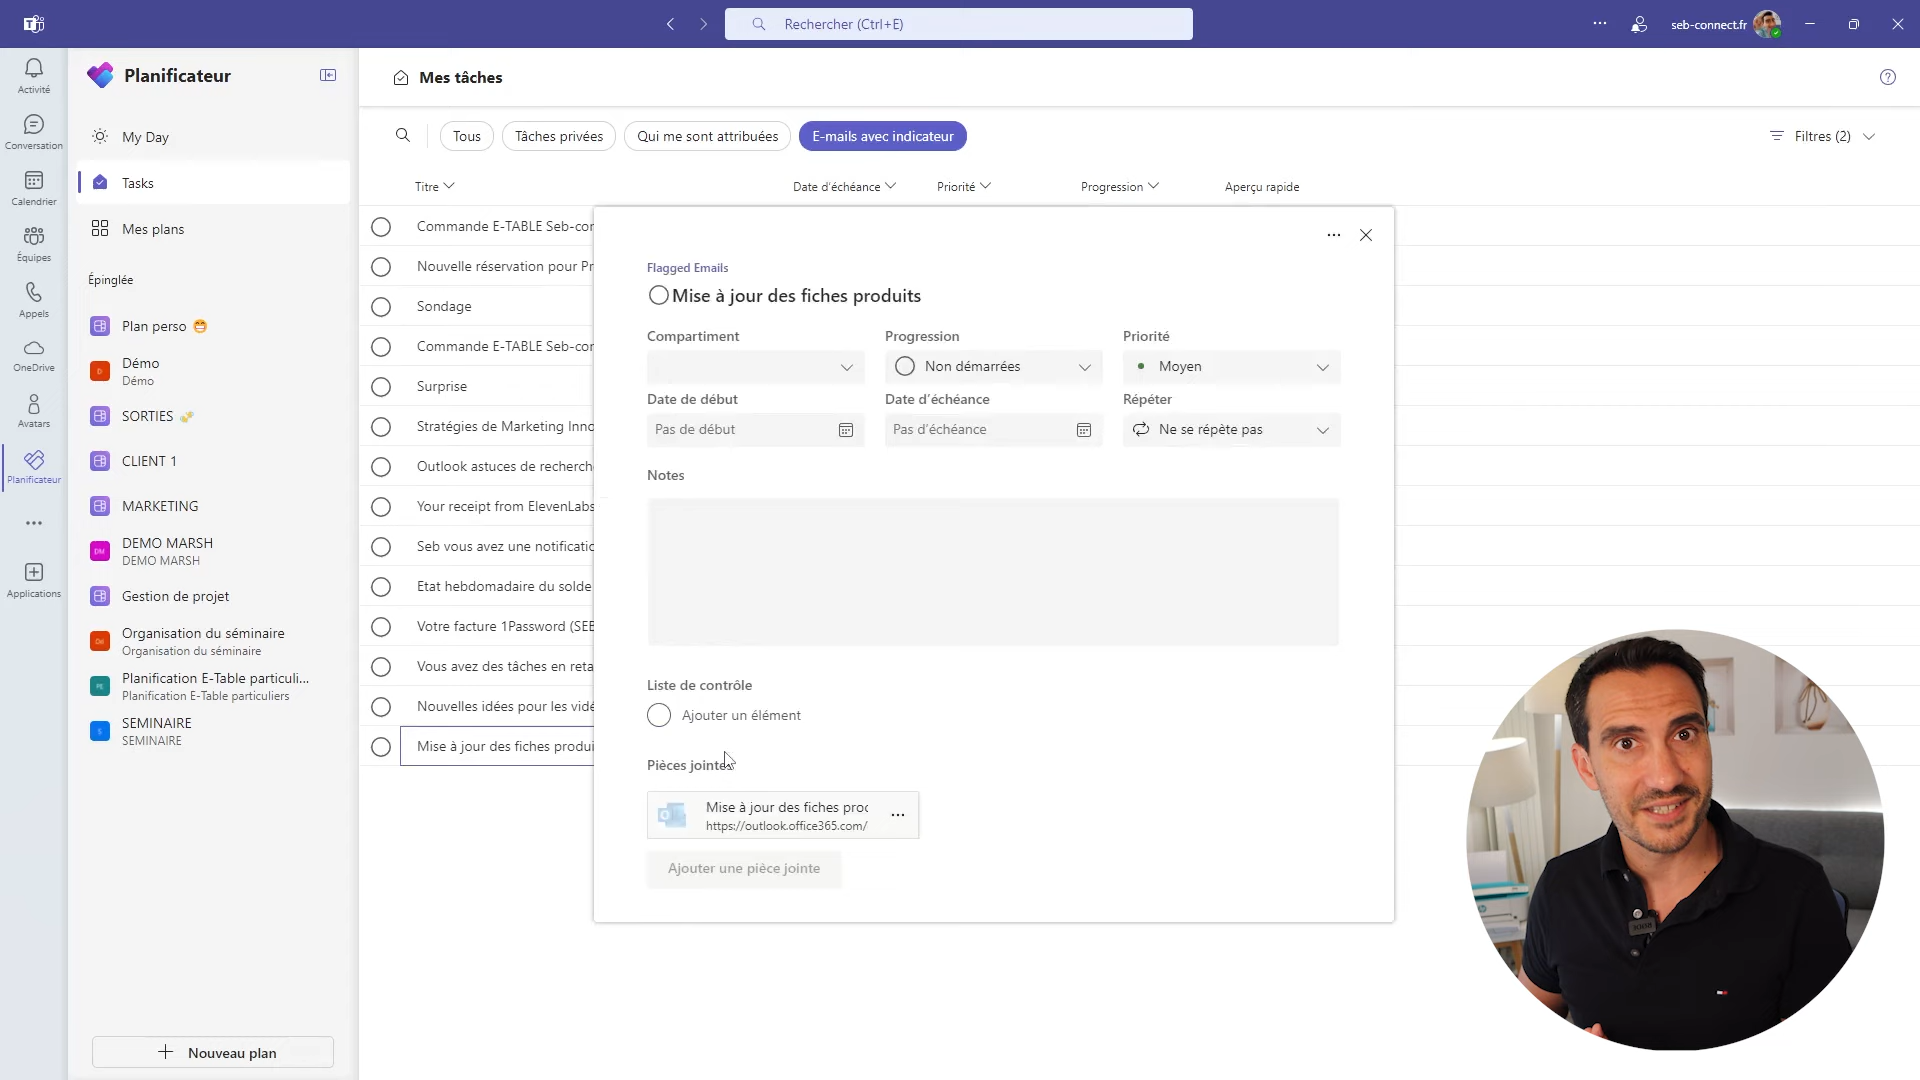 Rechercher (Ctrl+E)
seb-connect.fr
Activité
Conversation
Calendrier
Équipes
Appels
OneDrive
Avatars
Planificateur
Applications
Planificateur
My Day
Tasks
Mes plans
Épinglée
Plan perso 😁
Démo
Démo
SORTIES
CLIENT 1
MARKETING
DEMO MARSH
DEMO MARSH
Gestion de projet
Organisation du séminaire
Organisation du séminaire
Planification E-Table particuli...
Planification E-Table particuliers
SEMINAIRE
SEMINAIRE
Nouveau plan
Mes tâches
Tous
Tâches privées
Qui me sont attribuées
E-mails avec indicateur
Filtres (2)
Titre
Date d'échéance
Priorité
Progression
Aperçu rapide
Commande E-TABLE Seb-cor
Nouvelle réservation pour Pr
Sondage
Commande E-TABLE Seb-cor
Surprise
Stratégies de Marketing Inno
Outlook astuces de recherch
Your receipt from ElevenLabs
Seb vous avez une notificatio
Etat hebdomadaire du solde
Votre facture 1Password (SEB
Vous avez des tâches en reta
Nouvelles idées pour les vidé
Mise à jour des fiches produi
Flagged Emails
Mise à jour des fiches produits
Compartiment
Progression
Priorité
Non démarrées
Moyen
Date de début
Date d'échéance
Répéter
Pas de début
Pas d'échéance
Ne se répète pas
Notes
Liste de contrôle
Ajouter un élément
Pièces jointes
Mise à jour des fiches proc
https://outlook.office365.com/
Ajouter une pièce jointe